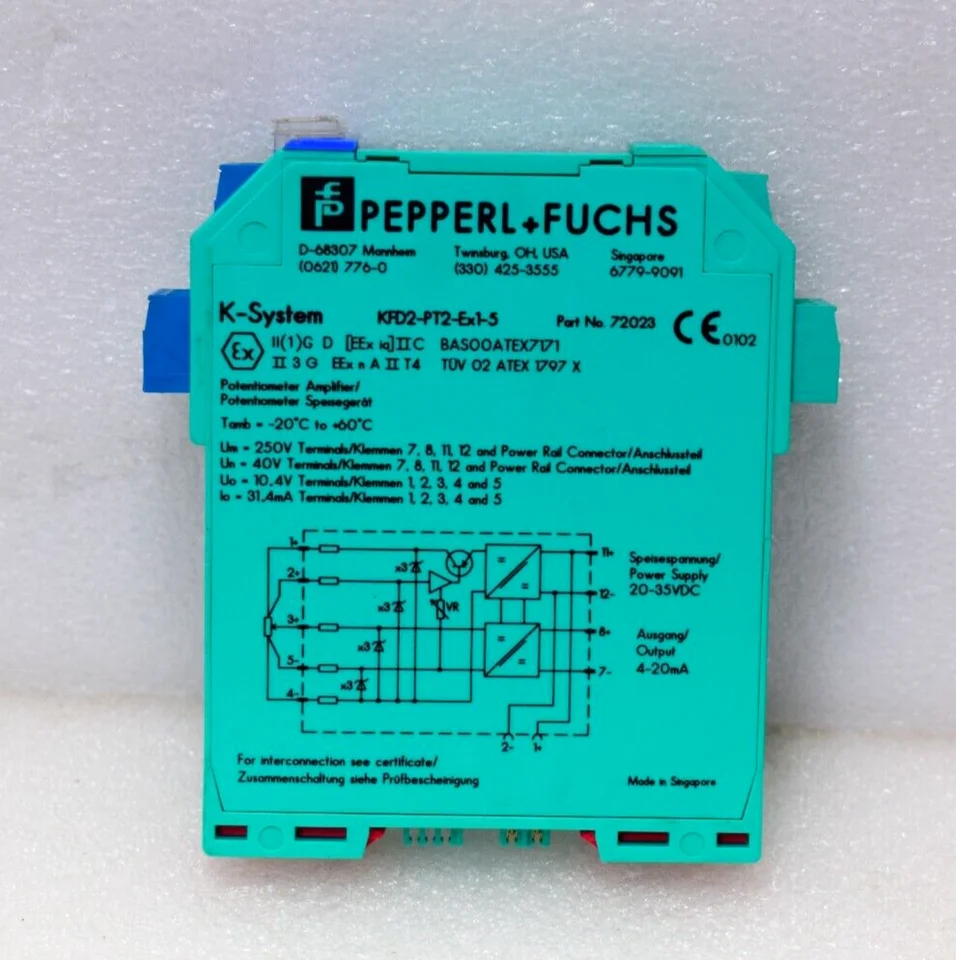 PEPPERL+FUCHS
D-68307 Mannheim Twinsburg, OH, USA Singapore
(0621) 776-0 (330) 425-3555 6779-9091
K-System KFD2-PT2-Ex1-5 Part No. 72023 CE 0102
Ex II(1)G D [EEx ia]IIC BAS00ATEX7171
II 3 G EEx n A II T4 TÜV 02 ATEX 1797 X
Potentiometer Amplifier/
Potentiometer Speisegerät
Tamb = -20°C to +60°C
Um = 250V Terminals/Klemmen 7, 8, 11, 12 and Power Rail Connector/Anschlussteil
Un = 40V Terminals/Klemmen 7, 8, 11, 12 and Power Rail Connector/Anschlussteil
Uo = 10.4V Terminals/Klemmen 1, 2, 3, 4 and 5
Io = 31.4mA Terminals/Klemmen 1, 2, 3, 4 and 5
1+ 11+ Speisespannung/
x3
2+ Power Supply
12- 20-35VDC
x3 VR
3+ 8+ Ausgang/
x3 Output
5- 7- 4-20mA
x3
4-
2- 1+
For interconnection see certificate/
Zusammenschaltung siehe Prüfbescheinigung Made in Singapore